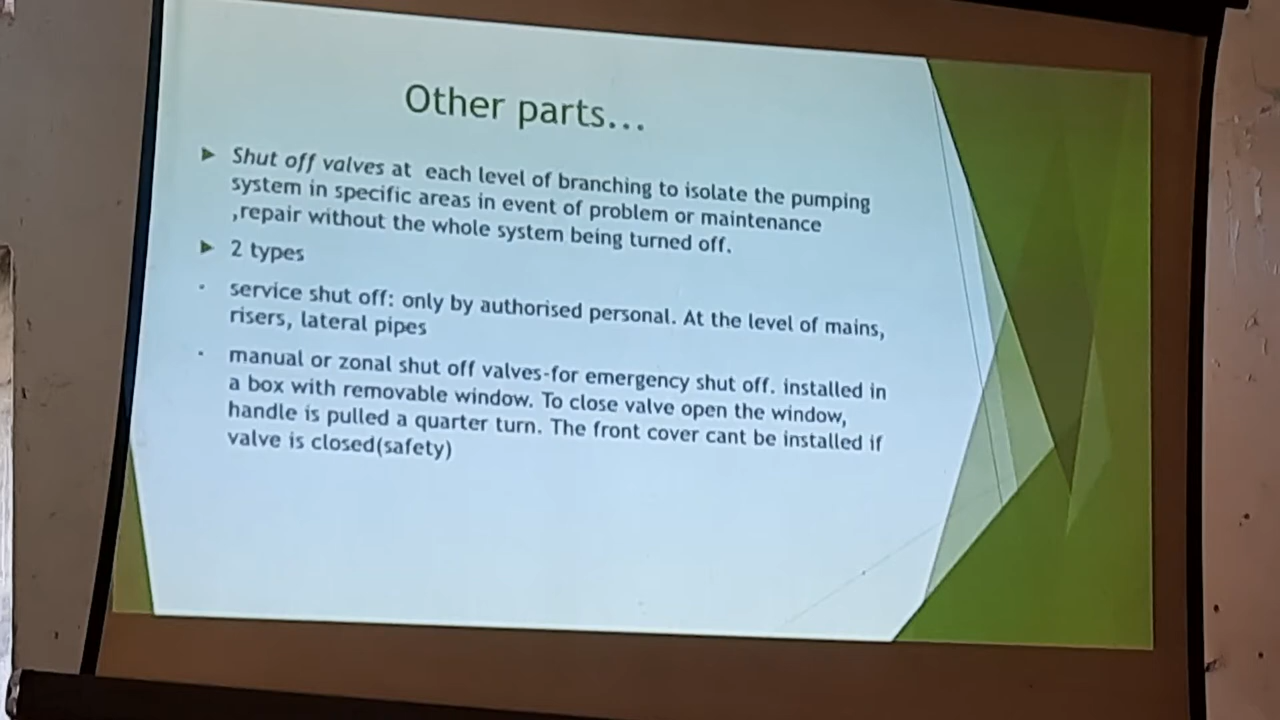 Other parts...
Shut off valves at each level of branching to isolate the pumping
system in specific areas in event of problem or maintenance
,repair without the whole system being turned off.
2 types
service shut off: only by authorised personal. At the level of mains,
risers, lateral pipes
manual or zonal shut off valves-for emergency shut off. installed in
a box with removable window. To close valve open the window,
handle is pulled a quarter turn. The front cover cant be installed if
valve is closed(safety)